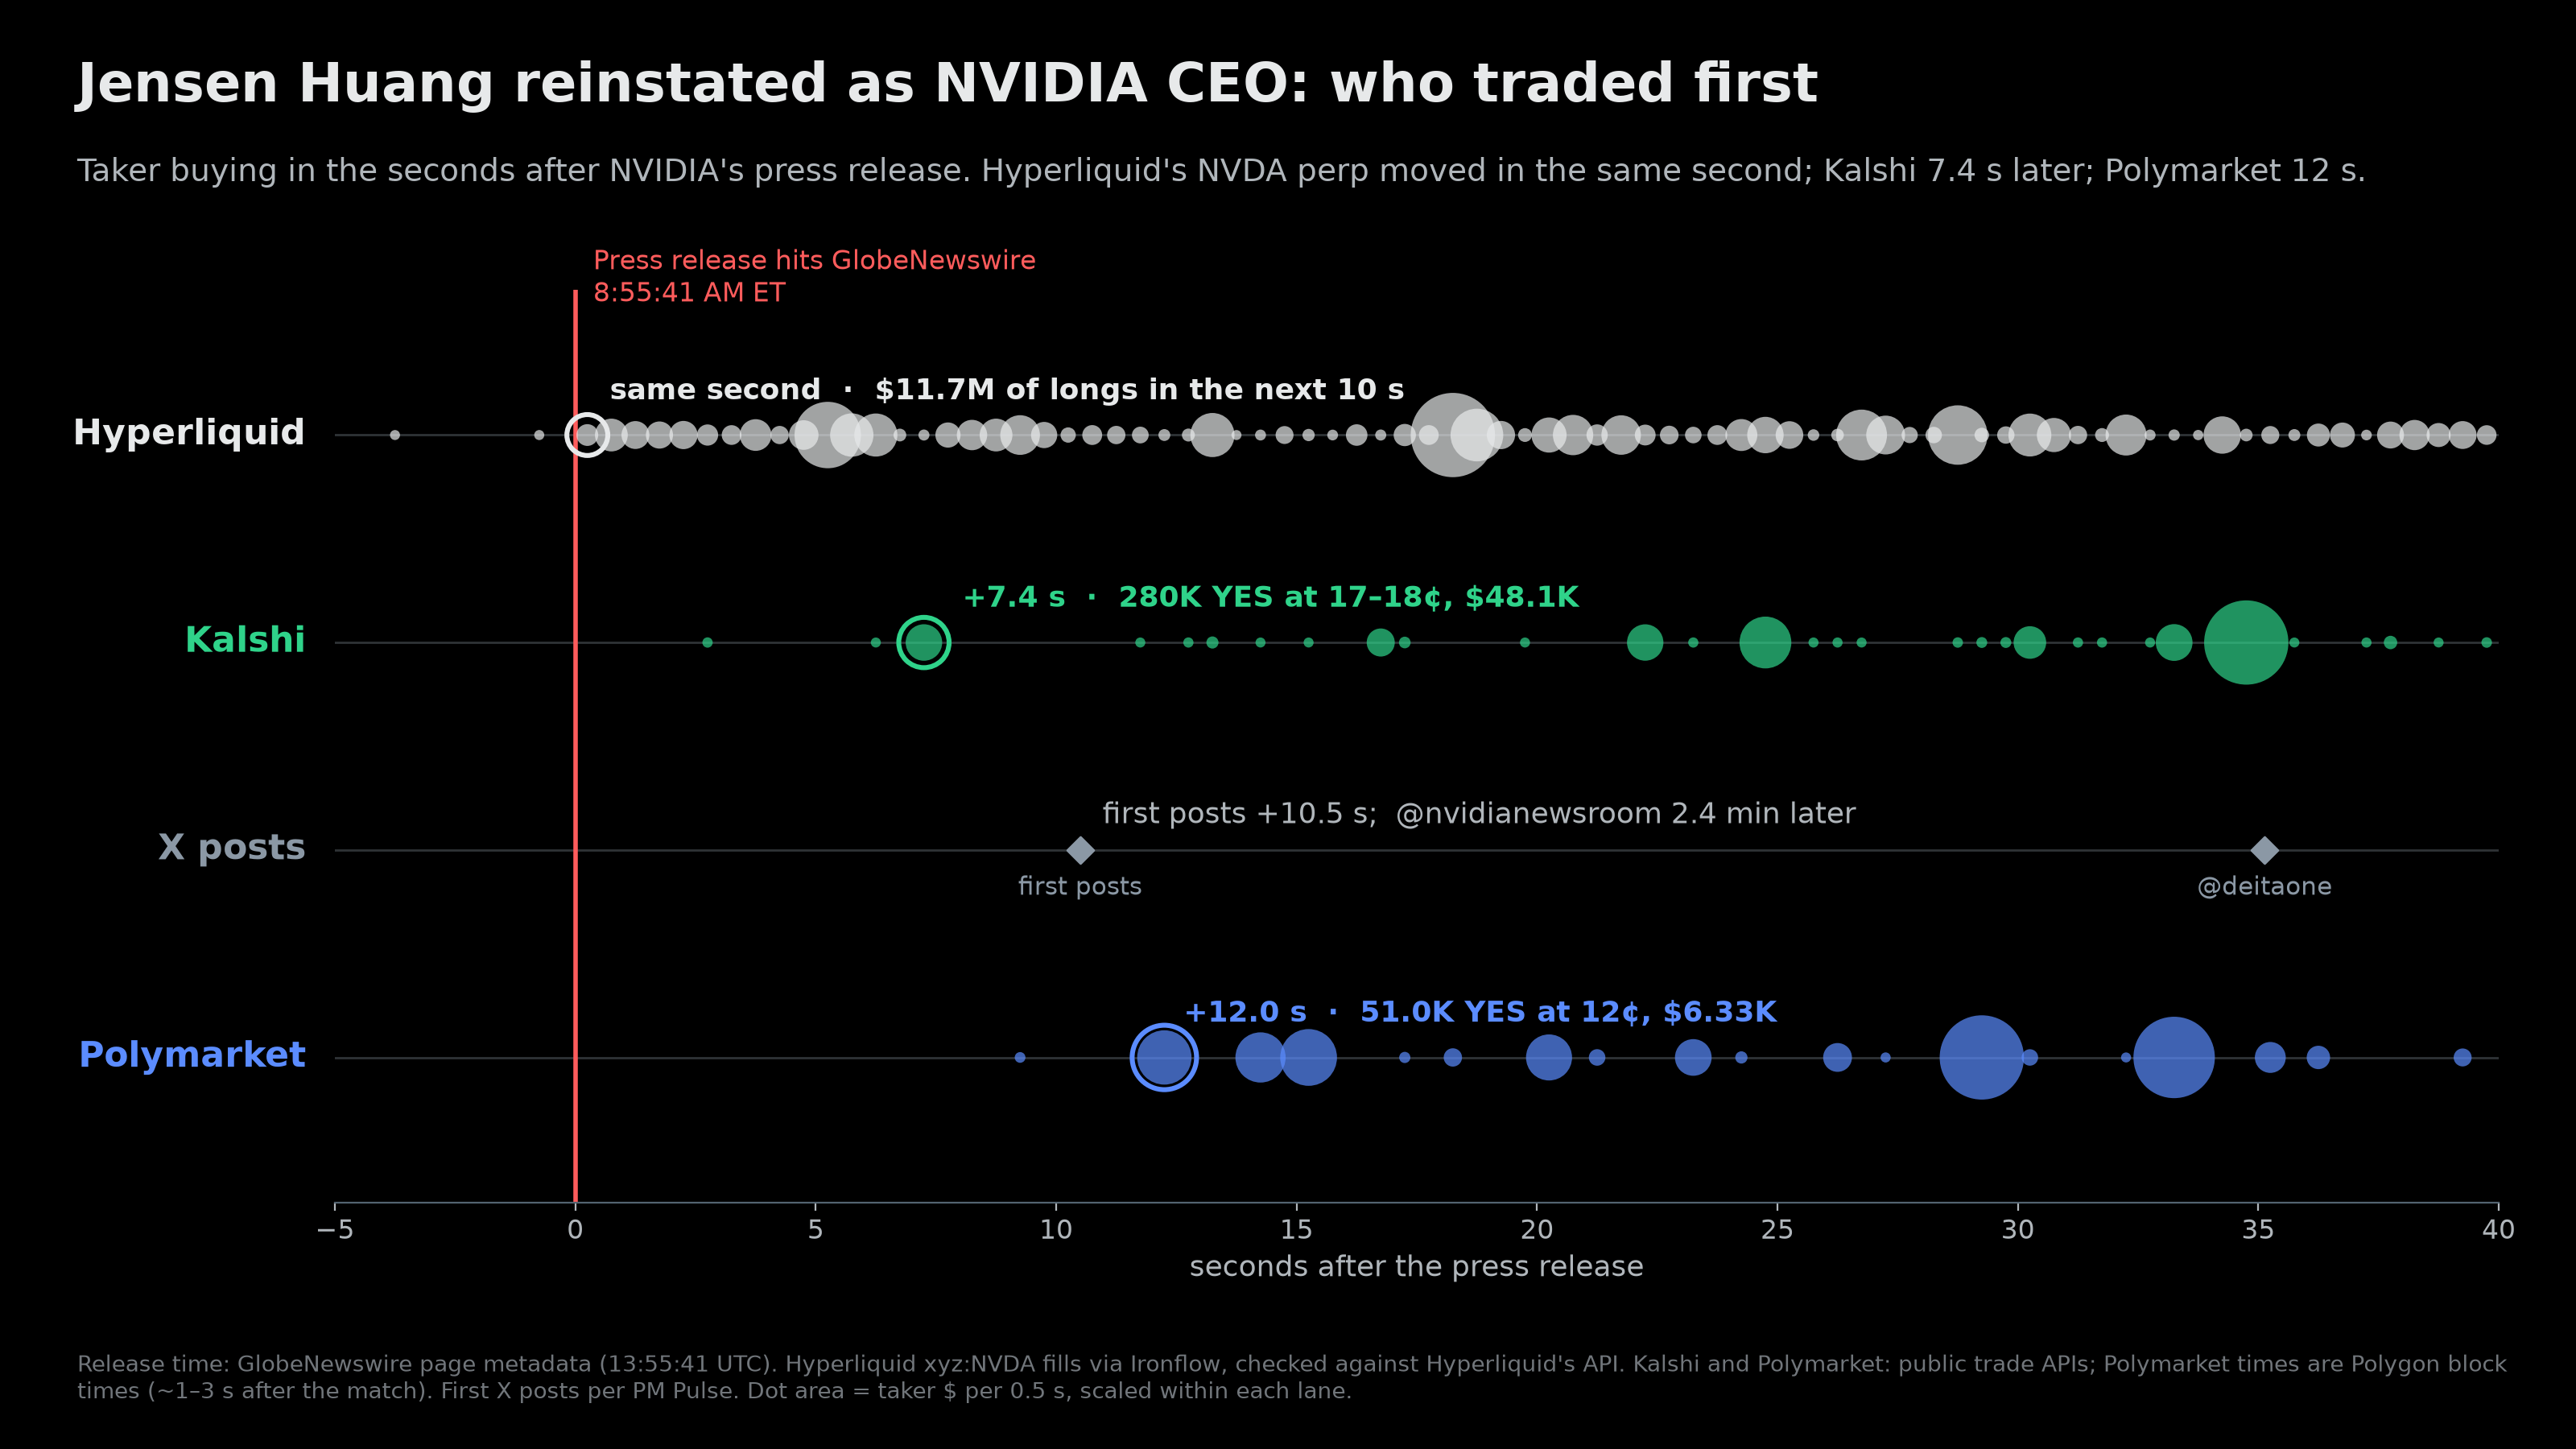 Jensen Huang reinstated as NVIDIA CEO: who traded first
Taker buying in the seconds after NVIDIA's press release. Hyperliquid's NVDA perp moved in the same second; Kalshi 7.4 s later; Polymarket 12 s.
Press release hits GlobeNewswire
8:55:41 AM ET
same second · $11.7M of longs in the next 10 s
Hyperliquid
+7.4 s · 280K YES at 17–18¢, $48.1K
Kalshi
first posts +10.5 s; @nvidianewsroom 2.4 min later
X posts
first posts
@deitaone
+12.0 s · 51.0K YES at 12¢, $6.33K
Polymarket
−5 0 5 10 15 20 25 30 35 40
seconds after the press release
Release time: GlobeNewswire page metadata (13:55:41 UTC). Hyperliquid xyz:NVDA fills via Ironflow, checked against Hyperliquid's API. Kalshi and Polymarket: public trade APIs; Polymarket times are Polygon block
times (~1–3 s after the match). First X posts per PM Pulse. Dot area = taker $ per 0.5 s, scaled within each lane.